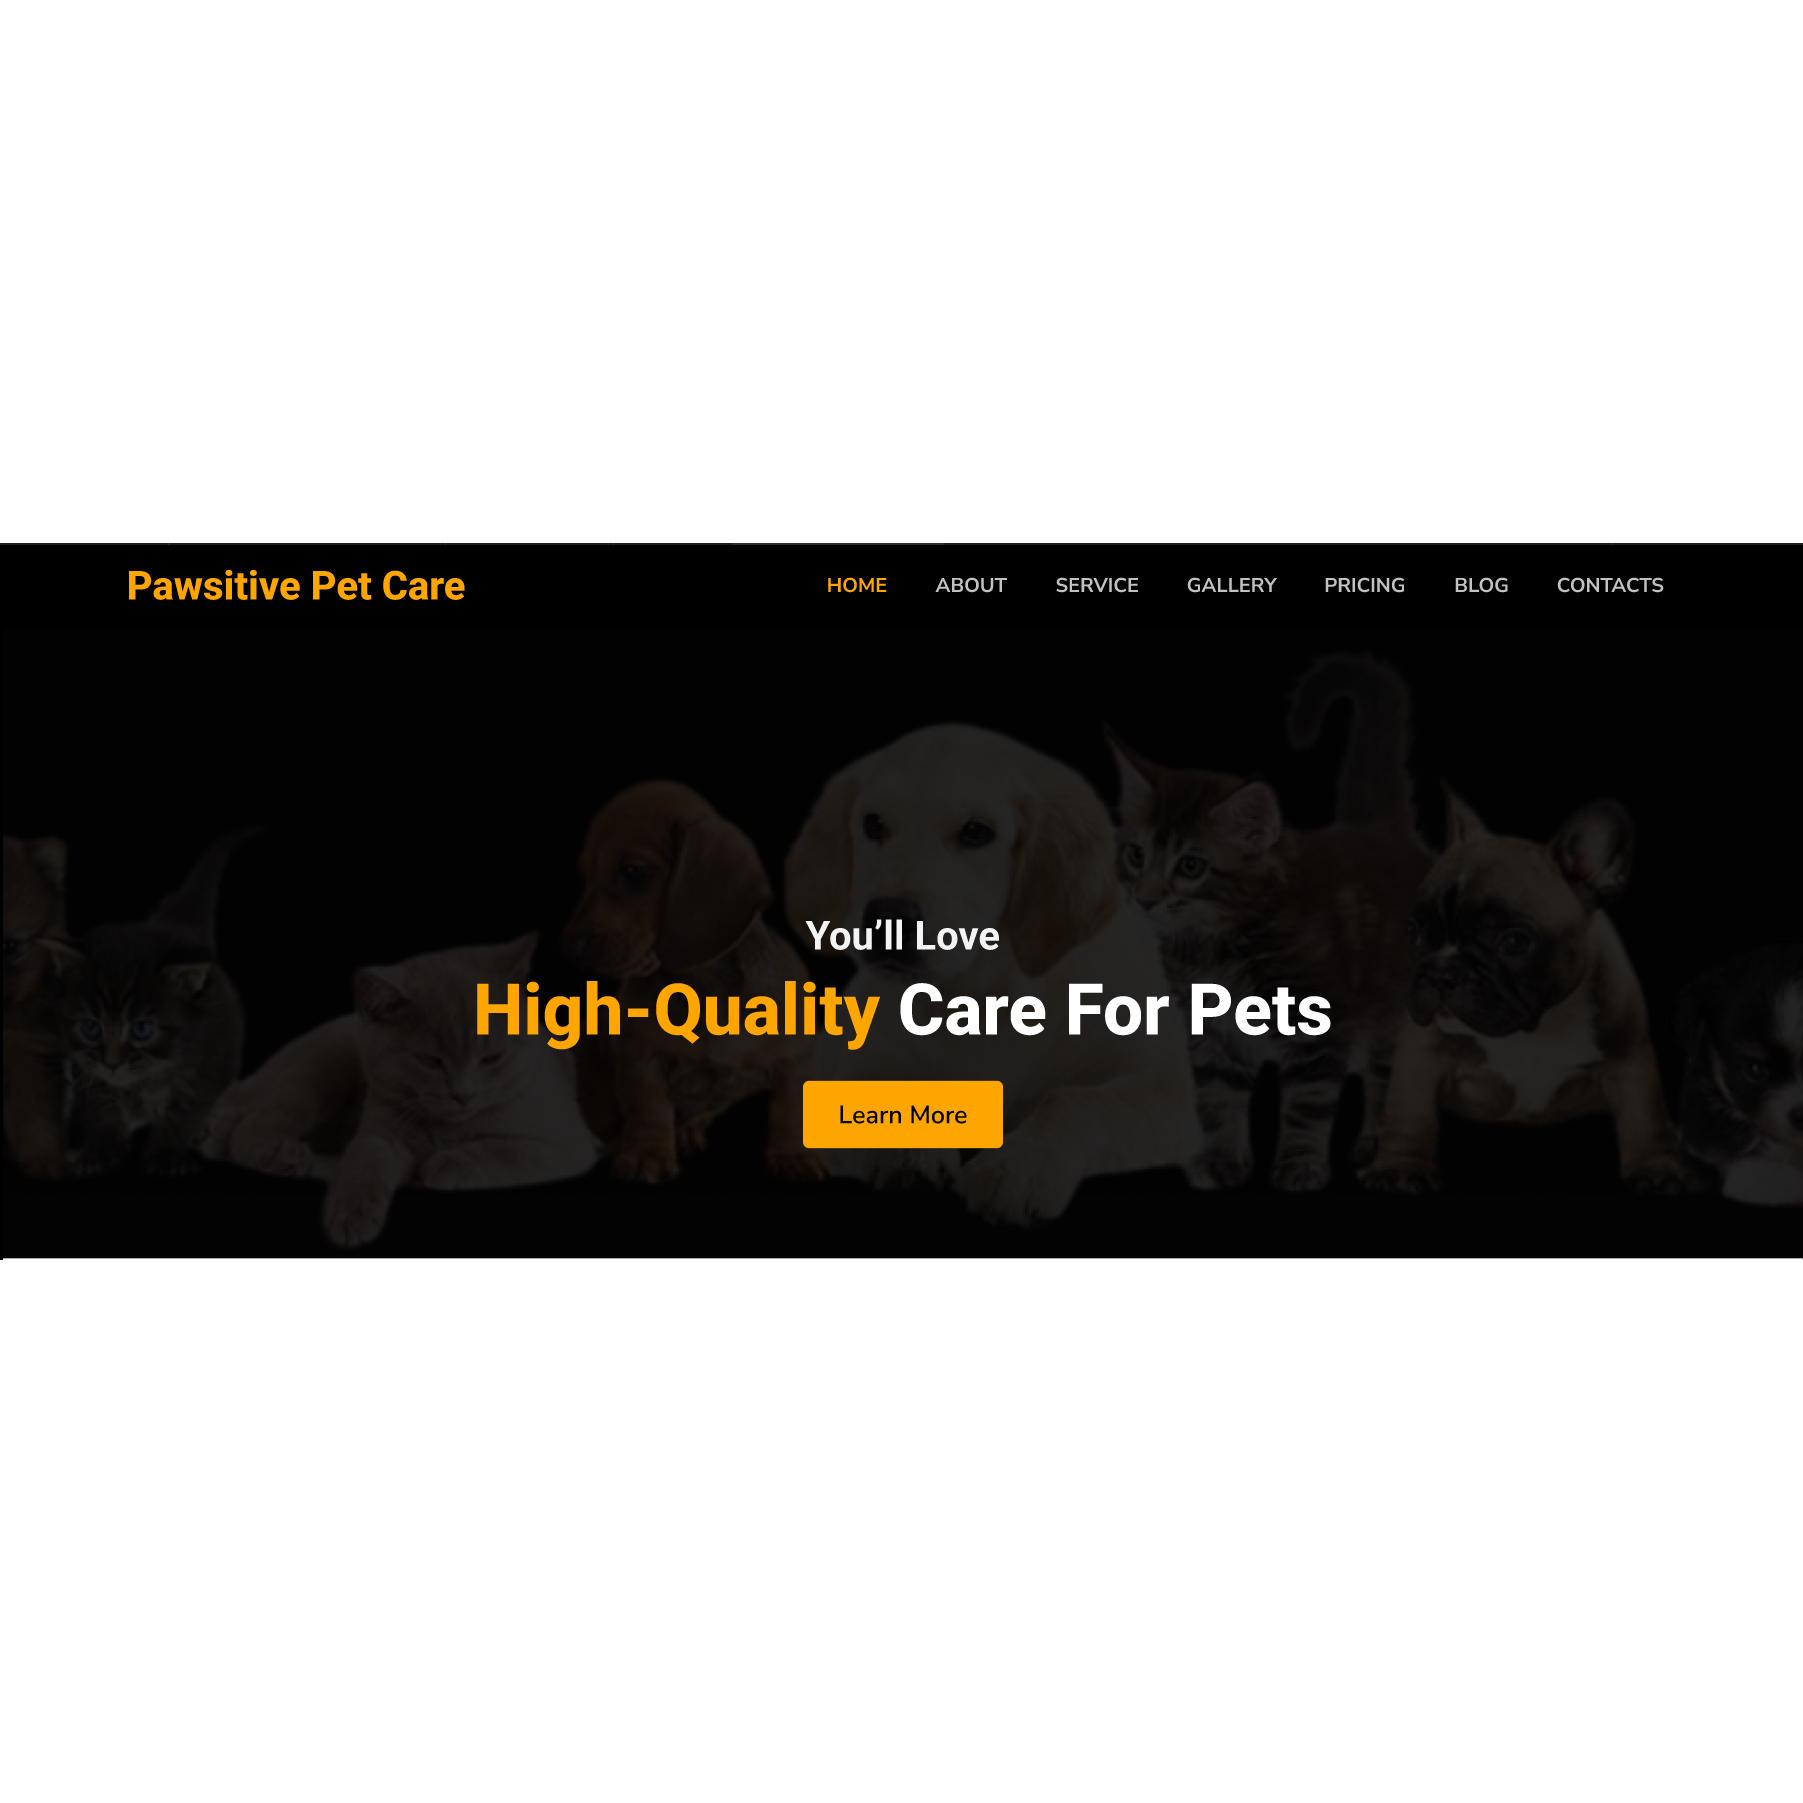 Pawsitive Pet Care
HOME ABOUT SERVICE GALLERY PRICING BLOG CONTACTS
You’ll Love
High-Quality Care For Pets
Learn More